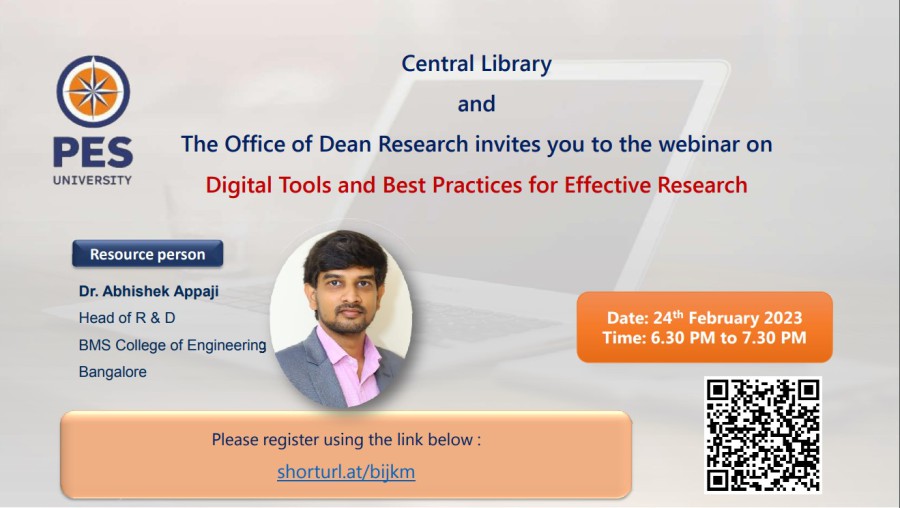 Central Library
and
The Office of Dean Research invites you to the webinar on
Digital Tools and Best Practices for Effective Research
PES
UNIVERSITY
Resource person
Dr. Abhishek Appaji
Head of R & D
BMS College of Engineering
Bangalore
Date: 24th February 2023
Time: 6.30 PM to 7.30 PM
Please register using the link below :
shorturl.at/bijkm